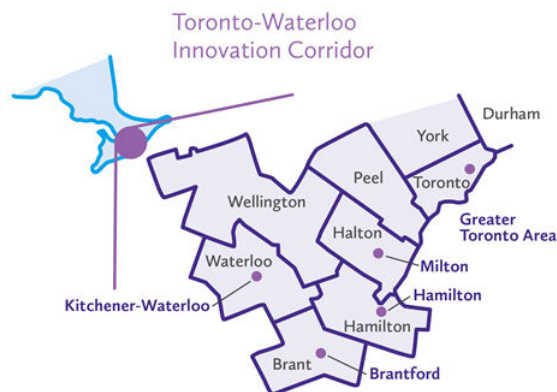 Toronto-Waterloo
Innovation Corridor
Durham
York
Toronto
Peel
Greater
Toronto Area
Wellington
Halton
Milton
Waterloo
Kitchener-Waterloo
Hamilton
Hamilton
Brant
Brantford